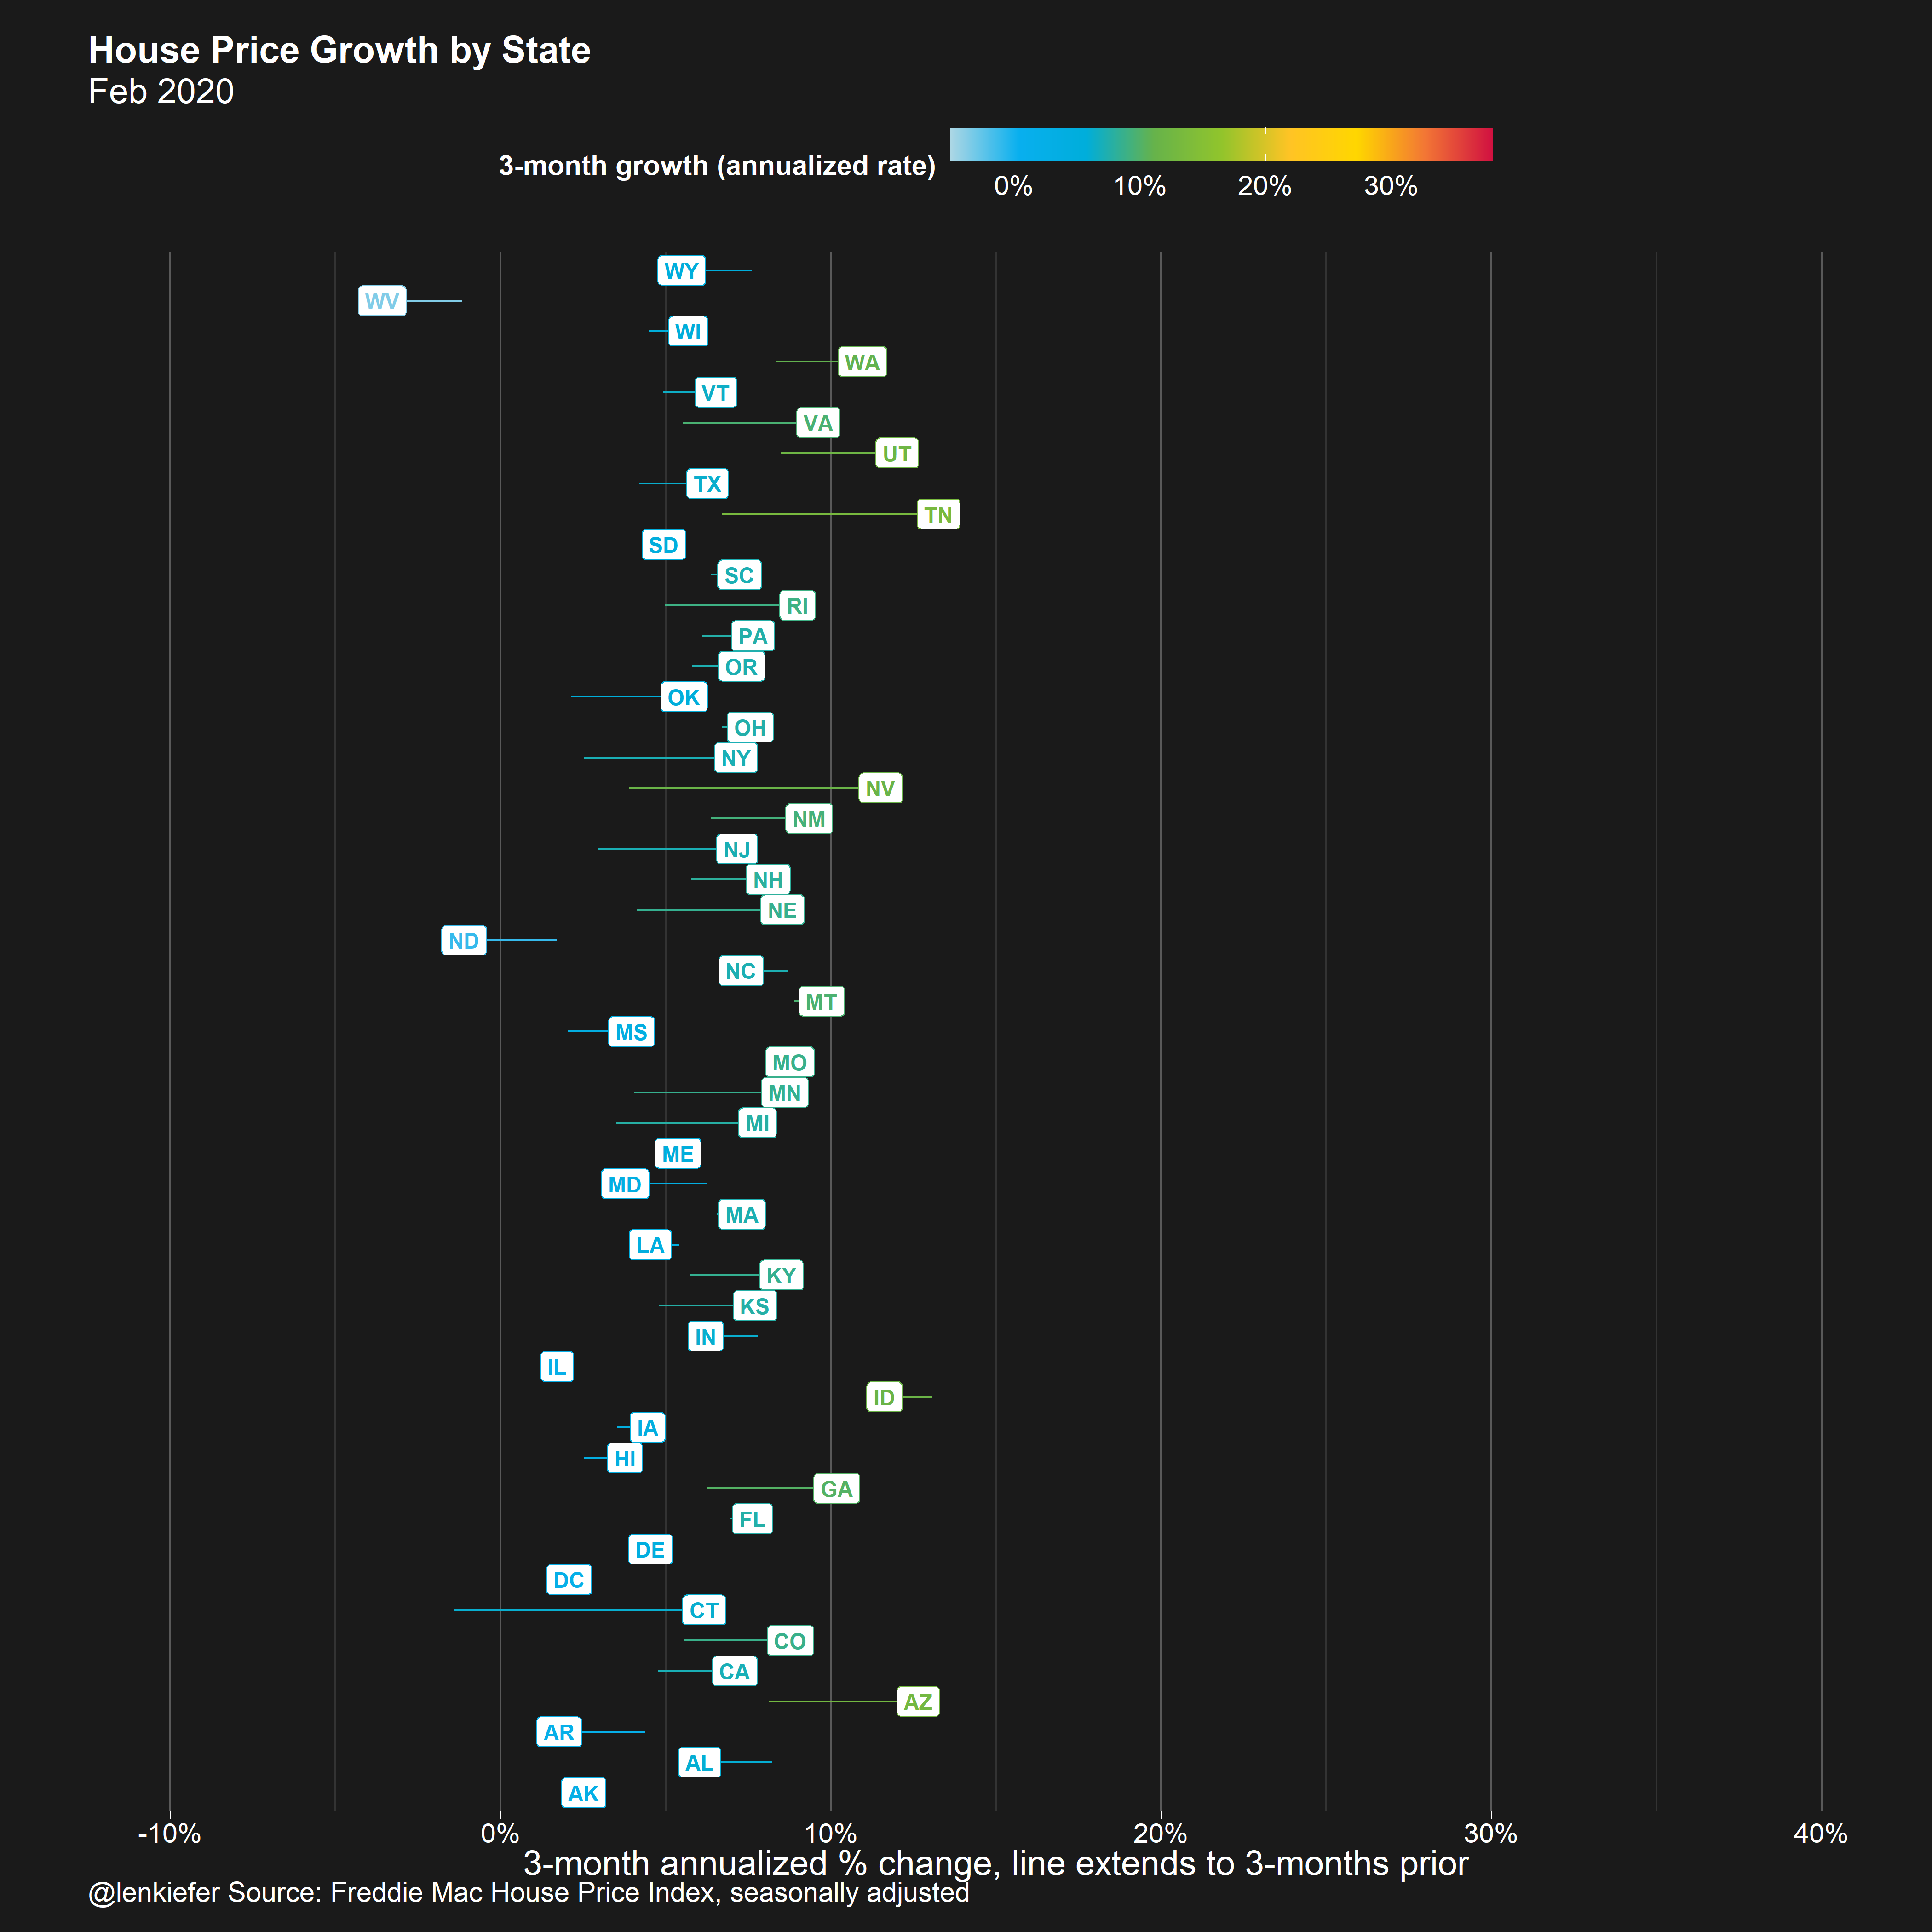 House Price Growth by State
Feb 2020
3-month growth (annualized rate)
0% 10% 20% 30%
WY
WV
WI
WA
VT
VA
UT
TX
TN
SD
SC
RI
PA
OR
OK
OH
NY
NV
NM
NJ
NH
NE
ND
NC
MT
MS
MO
MN
MI
ME
MD
MA
LA
KY
KS
IN
IL
ID
IA
HI
GA
FL
DE
DC
CT
CO
CA
AZ
AR
AL
AK
-10% 0% 10% 20% 30% 40%
3-month annualized % change, line extends to 3-months prior
@lenkiefer Source: Freddie Mac House Price Index, seasonally adjusted